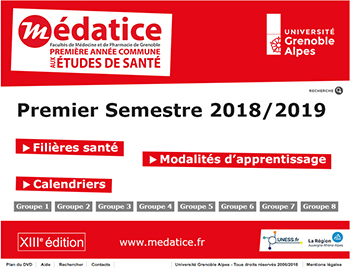 médatice
Facultés de Médecine et de Pharmacie de Grenoble
PREMIÈRE ANNÉE COMMUNE
AUX ÉTUDES DE SANTÉ
UNIVERSITÉ
Grenoble
Alpes
RECHERCHE
Premier Semestre 2018/2019
Filières santé
Modalités d'apprentissage
Calendriers
Groupe 1 Groupe 2 Groupe 3 Groupe 4 Groupe 5 Groupe 6 Groupe 7 Groupe 8
XIIIe édition
www.medatice.fr
UNESS.fr
La Région
Auvergne-Rhône-Alpes
Plan du DVD Aide Rechercher Contacts Université Grenoble Alpes - Tous droits réservés 2006/2018 Mentions légales